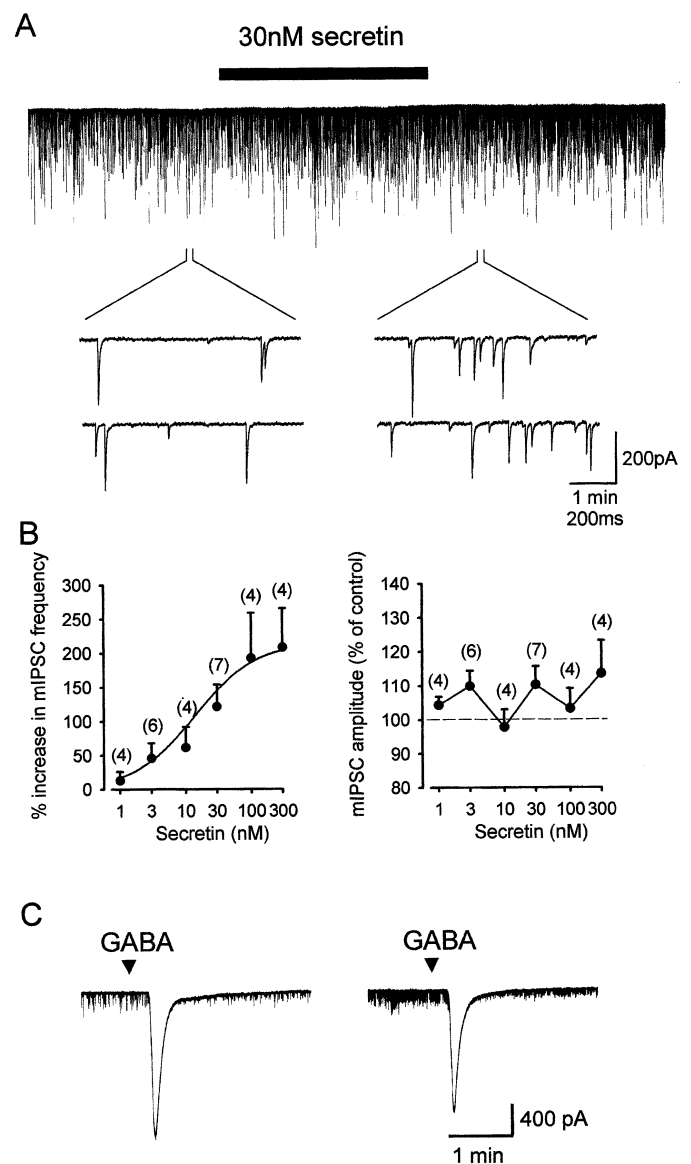 A
30nM secretin
200pA
1 min
200ms
B
% increase in mIPSC frequency
300
250
200
150
100
50
0
(4)
(6)
(4)
(7)
(4)
(4)
1 3 10 30 100 300
Secretin (nM)
mIPSC amplitude (% of control)
140
130
120
110
100
90
80
(4)
(6)
(4)
(7)
(4)
(4)
1 3 10 30 100 300
Secretin (nM)
C
GABA
GABA
400 pA
1 min